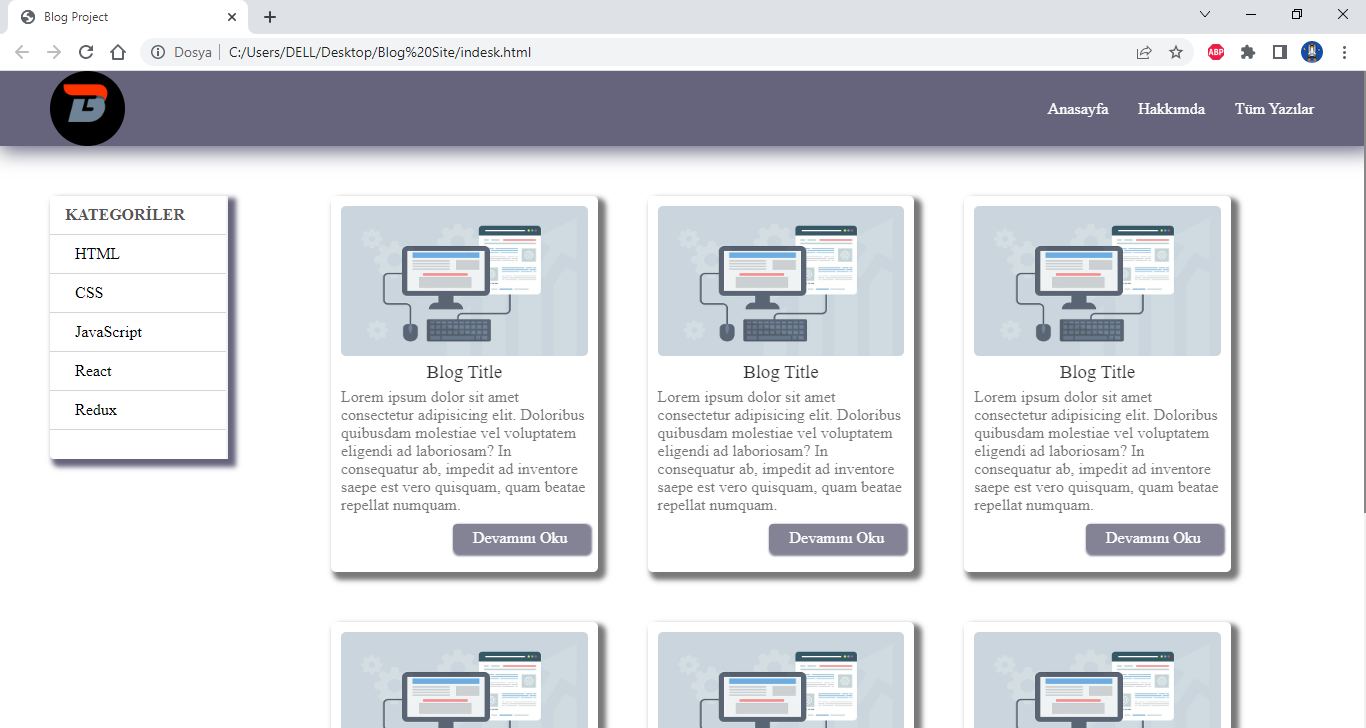 Blog Project
Dosya
C:/Users/DELL/Desktop/Blog%20Site/indesk.html
ABP
B
Anasayfa Hakkımda Tüm Yazılar
KATEGORİLER
HTML
CSS
JavaScript
React
Redux
Blog Title
Lorem ipsum dolor sit amet
consectetur adipisicing elit. Doloribus
quibusdam molestiae vel voluptatem
eligendi ad laboriosam? In
consequatur ab, impedit ad inventore
saepe est vero quisquam, quam beatae
repellat numquam.
Devamını Oku
Blog Title
Lorem ipsum dolor sit amet
consectetur adipisicing elit. Doloribus
quibusdam molestiae vel voluptatem
eligendi ad laboriosam? In
consequatur ab, impedit ad inventore
saepe est vero quisquam, quam beatae
repellat numquam.
Devamını Oku
Blog Title
Lorem ipsum dolor sit amet
consectetur adipisicing elit. Doloribus
quibusdam molestiae vel voluptatem
eligendi ad laboriosam? In
consequatur ab, impedit ad inventore
saepe est vero quisquam, quam beatae
repellat numquam.
Devamını Oku